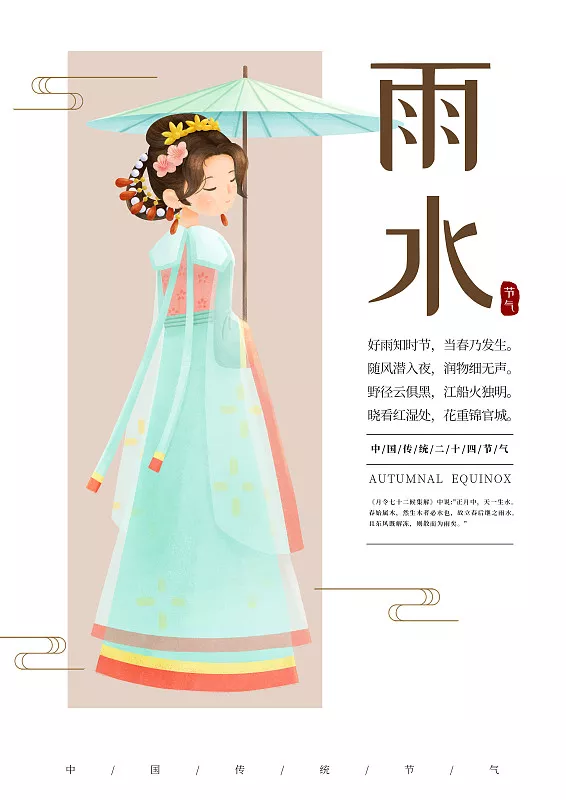 雨
水
节气
好雨知时节，当春乃发生。
随风潜入夜，润物细无声。
野径云俱黑，江船火独明。
晓看红湿处，花重锦官城。
中/国/传/统/二/十/四/节/气
AUTUMNAL EQUINOX
《月令七十二候集解》中说:“正月中，天一生水。
春始属木，然生木者必水也，故立春后继之雨水。
且东风既解冻，则散而为雨矣。”
中 / 国 / 传 / 统 / 节 / 气